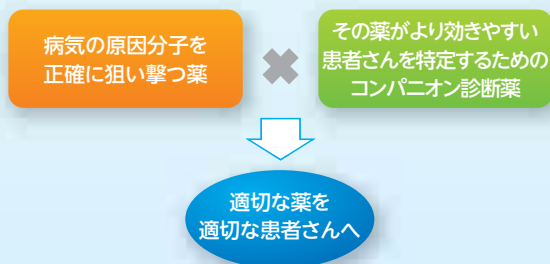 病気の原因分子を
正確に狙い撃つ薬
その薬がより効きやすい
患者さんを特定するための
コンパニオン診断薬
適切な薬を
適切な患者さんへ